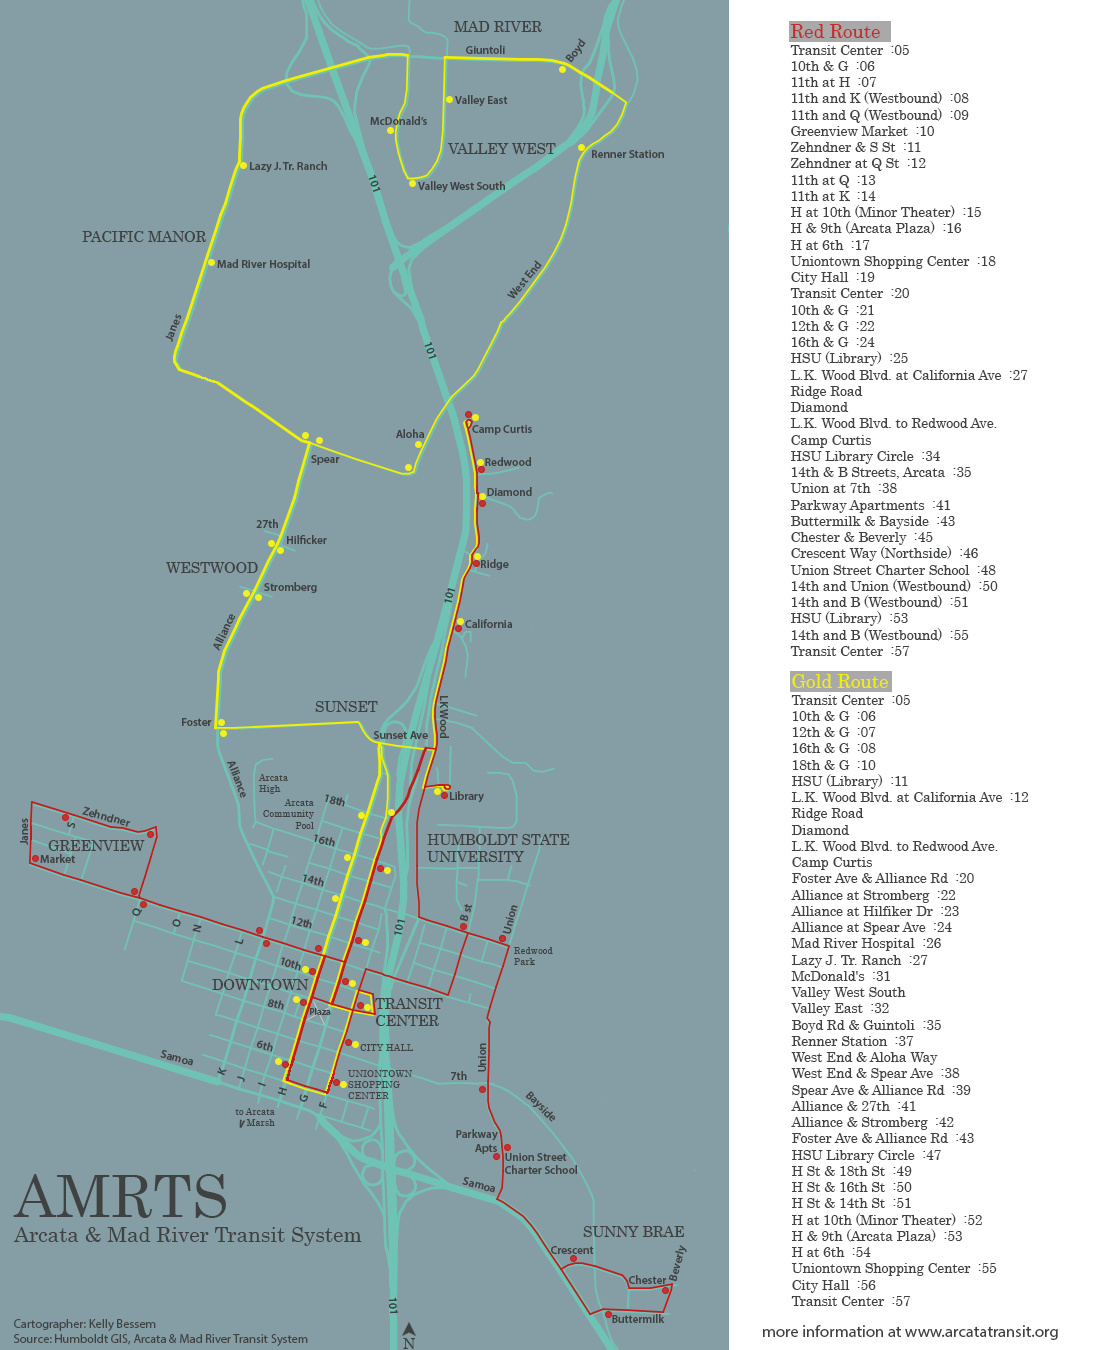 MAD RIVER
Giuntoli
Boyd
Valley East
McDonald's
VALLEY WEST
Renner Station
Lazy J. Tr. Ranch
101
Valley West South
PACIFIC MANOR
Mad River Hospital
West End
Janes
101
Camp Curtis
Aloha
Spear
Redwood
Diamond
27th
Hilficker
WESTWOOD
Ridge
Stromberg
101
California
Alliance
LKWood
SUNSET
Foster
Sunset Ave
Alliance
Arcata
High
Library
18th
Arcata
Community
Pool
Zehndner
Janes
S
GREENVIEW
Market
16th
HUMBOLDT STATE
UNIVERSITY
14th
Q
O
N
L
12th
101
B st
Union
Redwood
Park
10th
DOWNTOWN
8th
Plaza
TRANSIT
CENTER
6th
CITY HALL
Samoa
K
J
I
H
G
F
UNIONTOWN
SHOPPING
CENTER
7th
Union
Bayside
to Arcata
Marsh
Parkway
Apts
Union Street
Charter School
Samoa
AMRTS
Arcata & Mad River Transit System
SUNNY BRAE
Crescent
Chester
Beverly
Buttermilk
101
N
Cartographer: Kelly Bessem
Source: Humboldt GIS, Arcata & Mad River Transit System
Red Route
Transit Center :05
10th & G :06
11th at H :07
11th and K (Westbound) :08
11th and Q (Westbound) :09
Greenview Market :10
Zehndner & S St :11
Zehndner at Q St :12
11th at Q :13
11th at K :14
H at 10th (Minor Theater) :15
H & 9th (Arcata Plaza) :16
H at 6th :17
Uniontown Shopping Center :18
City Hall :19
Transit Center :20
10th & G :21
12th & G :22
16th & G :24
HSU (Library) :25
L.K. Wood Blvd. at California Ave :27
Ridge Road
Diamond
L.K. Wood Blvd. to Redwood Ave.
Camp Curtis
HSU Library Circle :34
14th & B Streets, Arcata :35
Union at 7th :38
Parkway Apartments :41
Buttermilk & Bayside :43
Chester & Beverly :45
Crescent Way (Northside) :46
Union Street Charter School :48
14th and Union (Westbound) :50
14th and B (Westbound) :51
HSU (Library) :53
14th and B (Westbound) :55
Transit Center :57
Gold Route
Transit Center :05
10th & G :06
12th & G :07
16th & G :08
18th & G :10
HSU (Library) :11
L.K. Wood Blvd. at California Ave :12
Ridge Road
Diamond
L.K. Wood Blvd. to Redwood Ave.
Camp Curtis
Foster Ave & Alliance Rd :20
Alliance at Stromberg :22
Alliance at Hilfiker Dr :23
Alliance at Spear Ave :24
Mad River Hospital :26
Lazy J. Tr. Ranch :27
McDonald's :31
Valley West South
Valley East :32
Boyd Rd & Guintoli :35
Renner Station :37
West End & Aloha Way
West End & Spear Ave :38
Spear Ave & Alliance Rd :39
Alliance & 27th :41
Alliance & Stromberg :42
Foster Ave & Alliance Rd :43
HSU Library Circle :47
H St & 18th St :49
H St & 16th St :50
H St & 14th St :51
H at 10th (Minor Theater) :52
H & 9th (Arcata Plaza) :53
H at 6th :54
Uniontown Shopping Center :55
City Hall :56
Transit Center :57
more information at www.arcatatransit.org